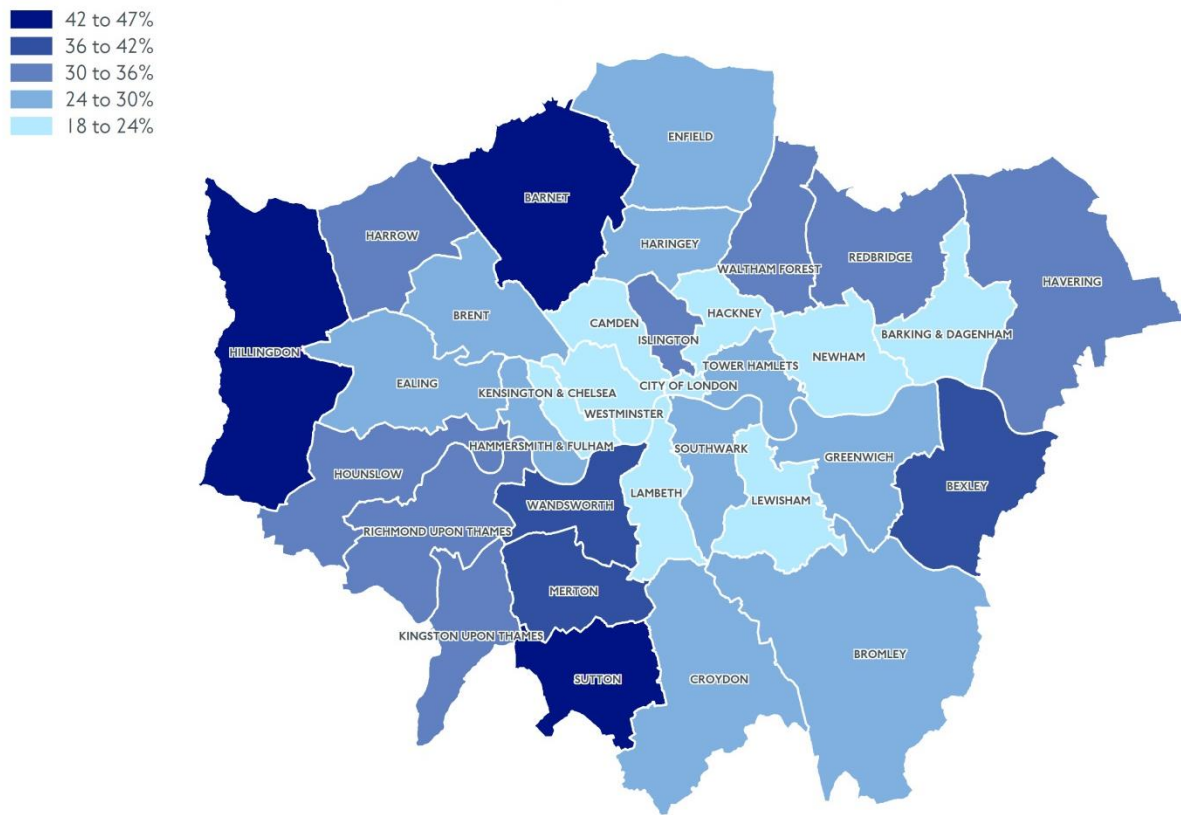 42 to 47%
36 to 42%
30 to 36%
24 to 30%
18 to 24%
ENFIELD
BARNET
HARROW
HARINGEY
WALTHAM FOREST
REDBRIDGE
HAVERING
BRENT
CAMDEN
HACKNEY
ISLINGTON
BARKING & DAGENHAM
HILLINGDON
NEWHAM
TOWER HAMLETS
EALING
KENSINGTON & CHELSEA
CITY OF LONDON
WESTMINSTER
HAMMERSMITH & FULHAM
SOUTHWARK
GREENWICH
HOUNSLOW
BEXLEY
LAMBETH
LEWISHAM
WANDSWORTH
RICHMOND UPON THAMES
MERTON
KINGSTON UPON THAMES
BROMLEY
SUTTON
CROYDON